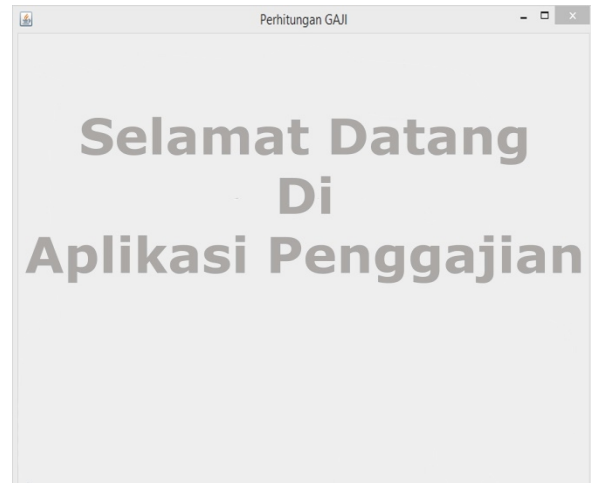 Perhitungan GAJI
Selamat Datang
Di
Aplikasi Penggajian